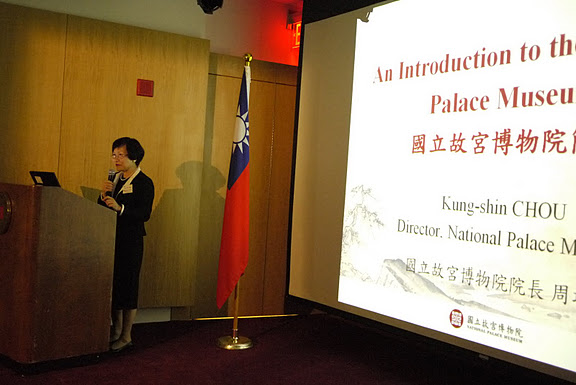 An Introduction to the
Palace Museu
國立故宮博物院
Kung-shin CHOU
Director, National Palace M
國立故宮博物院院長 周
國立故宮博物院
NATIONAL PALACE MUSEUM